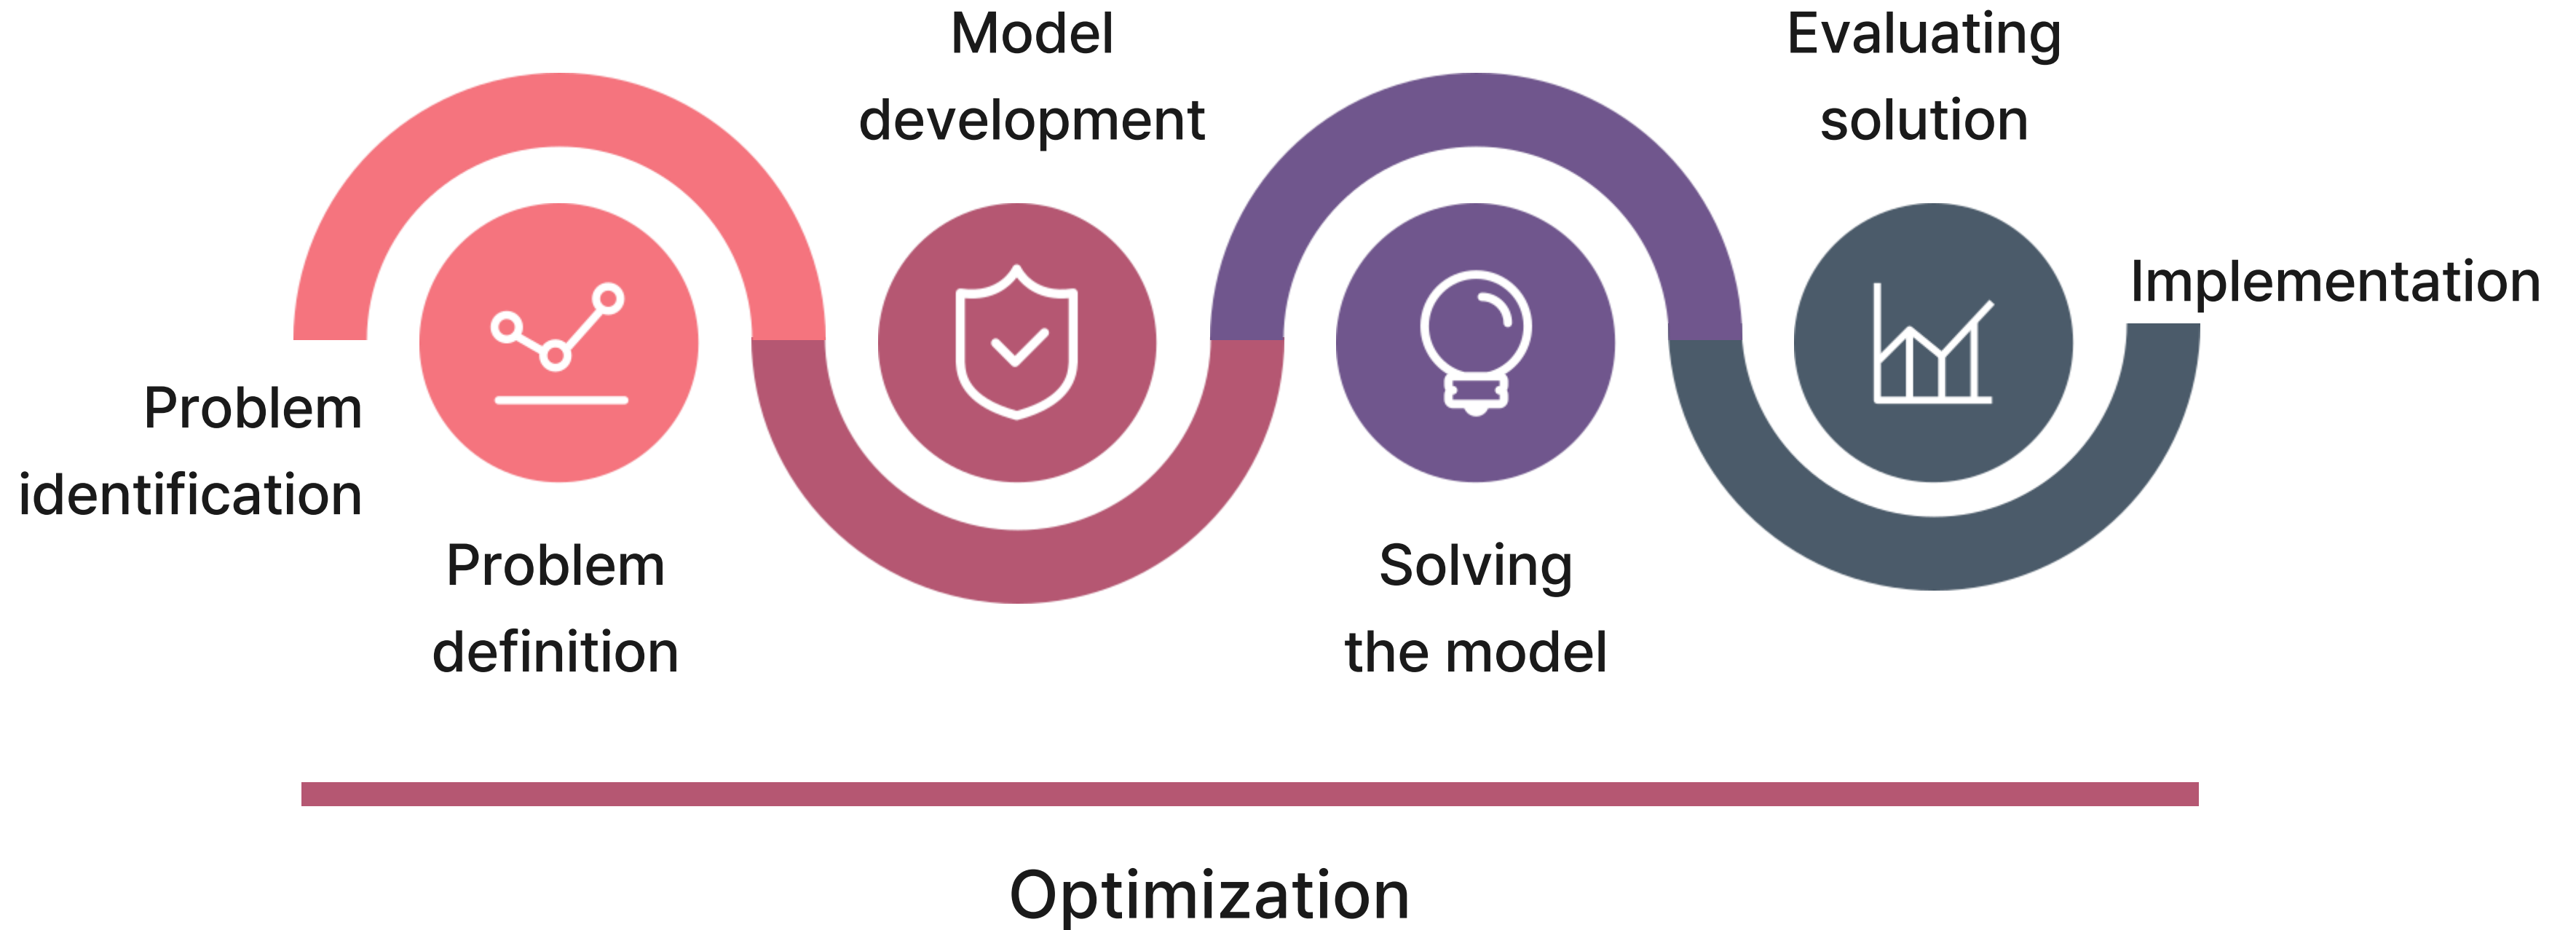 Problem
identification
Problem
definition
Model
development
Solving
the model
Evaluating
solution
Implementation
Optimization